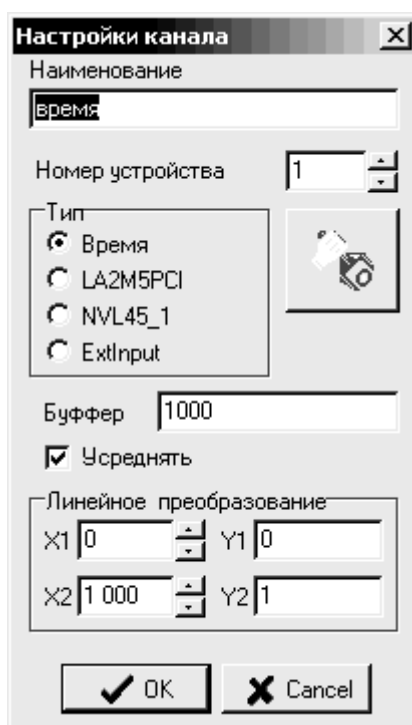 Настройки канала
Наименование
время
Номер устройства 1
Тип
Время
LA2M5PCI
NVL45_1
ExtInput
Буффер 1000
Усреднять
Линейное преобразование
X1 0 Y1 0
X2 1 000 Y2 1
OK Cancel